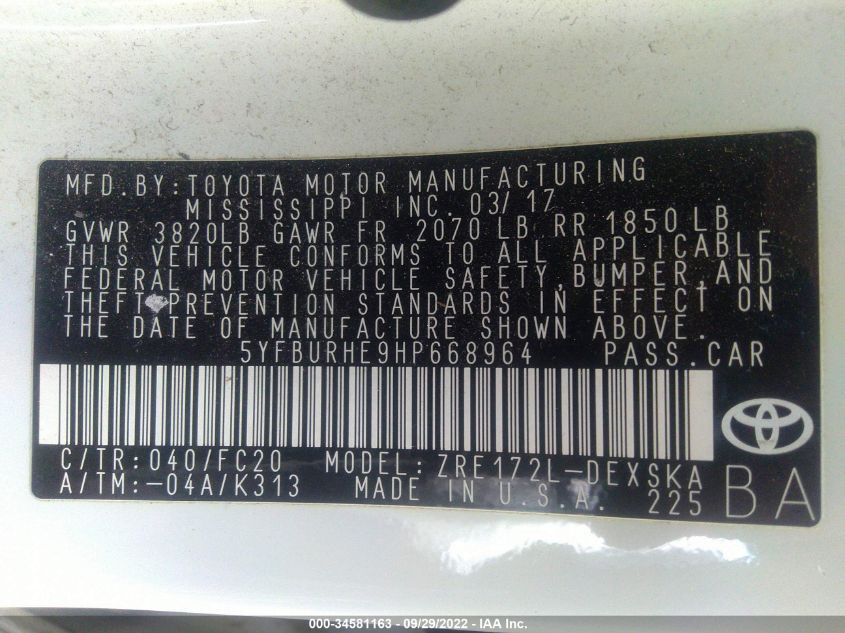 MFD.BY:TOYOTA MOTOR MANUFACTURING
MISSISSIPPI INC. 03/17
GVWR 3820LB GAWR FR 2070LB RR 1850LB
THIS VEHICLE CONFORMS TO ALL APPLICABLE
FEDERAL MOTOR VEHICLE SAFETY,BUMPER,AND
THEFT PREVENTION STANDARDS IN EFFECT ON
THE DATE OF MANUFACTURE SHOWN ABOVE.
5YFBURHE9HP668964 PASS.CAR
C/TR:040/FC20 MODEL:ZRE172L-DEXSKA
A/TM:-04A/K313 MADE IN U.S.A. 225
BA
000-34581163 - 09/29/2022 - IAA Inc.